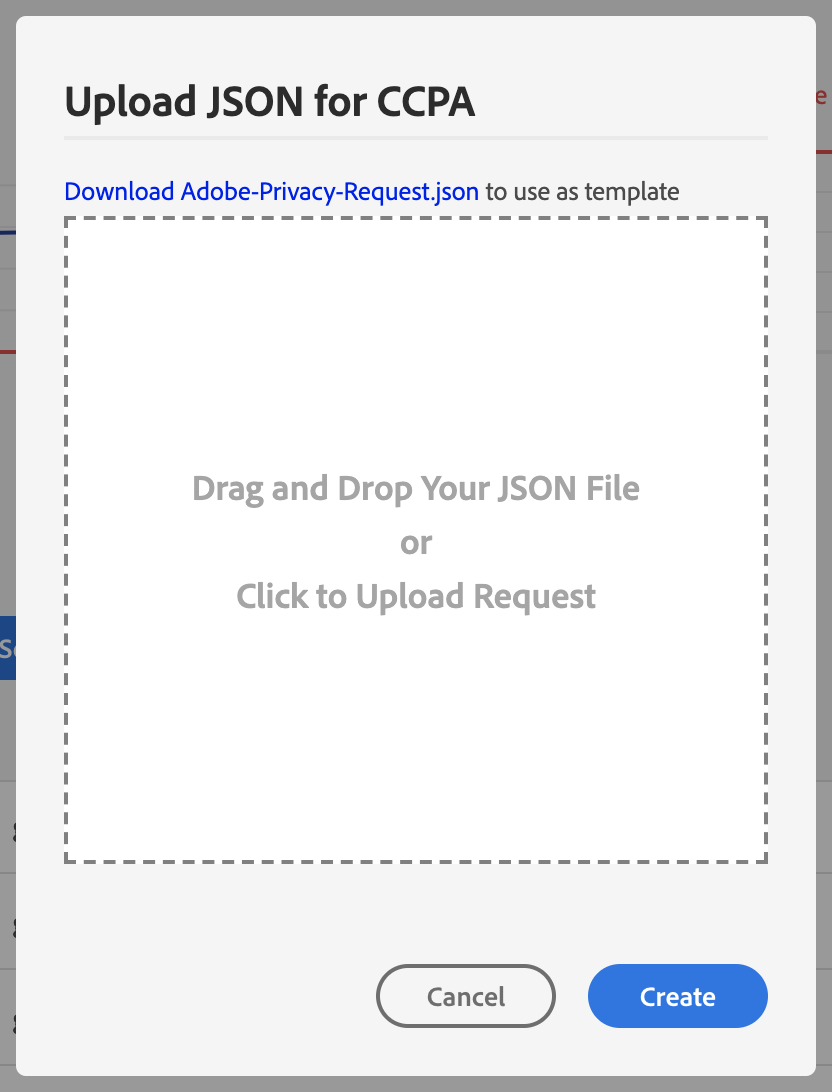 Upload JSON for CCPA
Download Adobe-Privacy-Request.json to use as template
Drag and Drop Your JSON File
or
Click to Upload Request
Cancel
Create